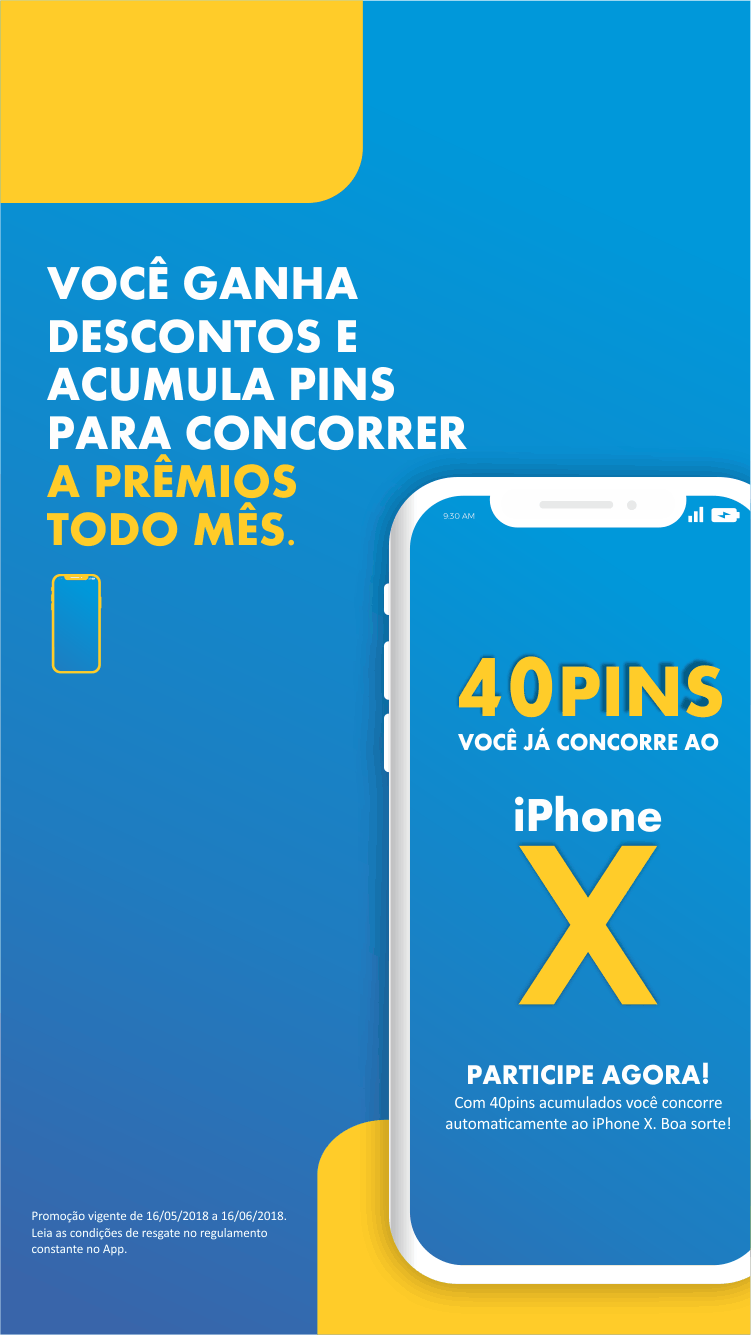 VOCÊ GANHA
DESCONTOS E
ACUMULA PINS
PARA CONCORRER
A PRÊMIOS
TODO MÊS.
9:30 AM
40PINS
VOCÊ JÁ CONCORRE AO
iPhone
X
PARTICIPE AGORA!
Com 40pins acumulados você concorre
automaticamente ao iPhone X. Boa sorte!
Promoção vigente de 16/05/2018 a 16/06/2018.
Leia as condições de resgate no regulamento
constante no App.